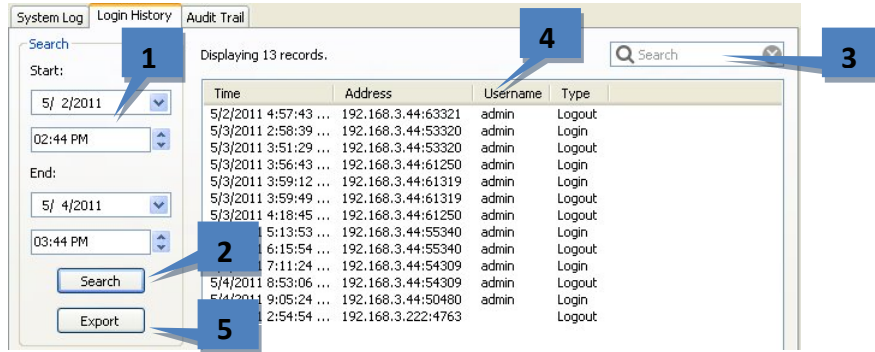 System Log Login History Audit Trail
Search
Start:
5/ 2/2011
02:44 PM
End:
5/ 4/2011
03:44 PM
Search
Export
1
2
5
Displaying 13 records.
4
Search
3
Time Address Username Type
5/2/2011 4:57:43 ... 192.168.3.44:63321 admin Logout
5/3/2011 2:58:39 ... 192.168.3.44:53320 admin Login
5/3/2011 3:51:29 ... 192.168.3.44:53320 admin Logout
5/3/2011 3:56:43 ... 192.168.3.44:61250 admin Login
5/3/2011 3:59:12 ... 192.168.3.44:61319 admin Login
5/3/2011 3:59:49 ... 192.168.3.44:61319 admin Logout
5/3/2011 4:18:45 ... 192.168.3.44:61250 admin Logout
1 5:13:53 ... 192.168.3.44:55340 admin Login
1 6:15:54 ... 192.168.3.44:55340 admin Logout
7:11:24 ... 192.168.3.44:54309 admin Login
5/4/2011 8:53:06 ... 192.168.3.44:54309 admin Logout
5/4/2011 9:05:24 ... 192.168.3.44:50480 admin Login
1 2:54:54 ... 192.168.3.222:4763 Logout